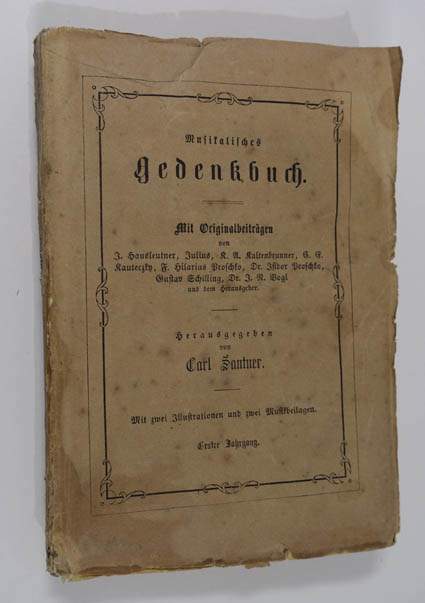 Musikalisches
Gedenkbuch.
Mit Originalbeiträgen
von
J. Hausleutner, Julius, K. A. Kaltenbrunner, C. E.
Kauteczky, F. Hilarius Proschko, Dr. Isidor Proschko,
Gustav Schilling, Dr. J. N. Vogl
und dem Herausgeber.
Herausgegeben
von
Carl Santner.
Mit zwei Illustrationen und zwei Musikbeilagen.
Erster Jahrgang.